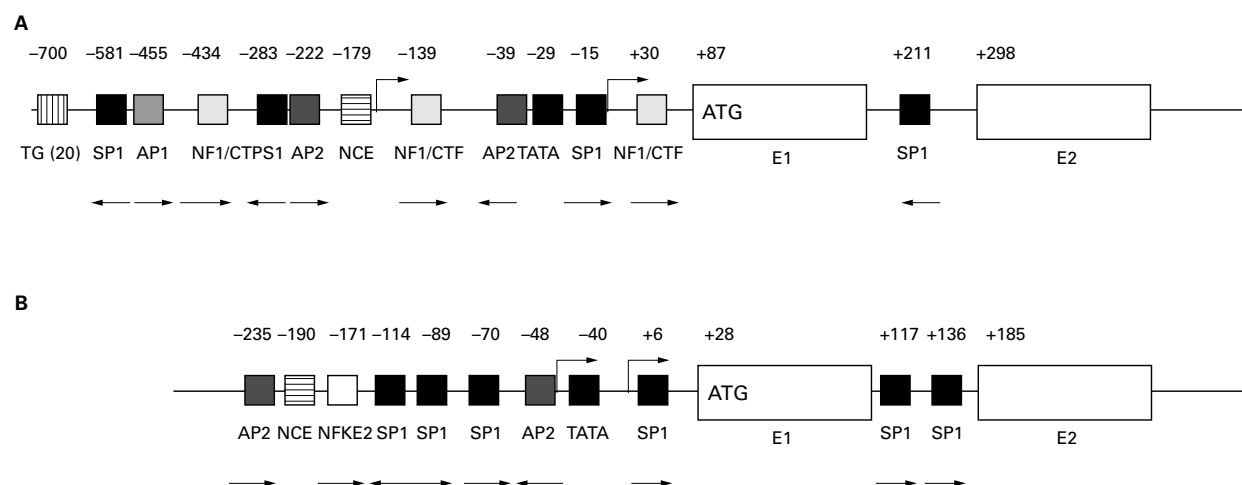 A
–700 –581 –455 –434 –283 –222 –179 –139 –39 –29 –15 +30 +87 +211 +298
ATG
TG (20) SP1 AP1 NF1/CTPS1 AP2 NCE NF1/CTF AP2TATA SP1 NF1/CTF E1 SP1 E2
B
–235 –190 –171 –114 –89 –70 –48 –40 +6 +28 +117 +136 +185
ATG
AP2 NCE NFKE2 SP1 SP1 SP1 AP2 TATA SP1 E1 SP1 SP1 E2